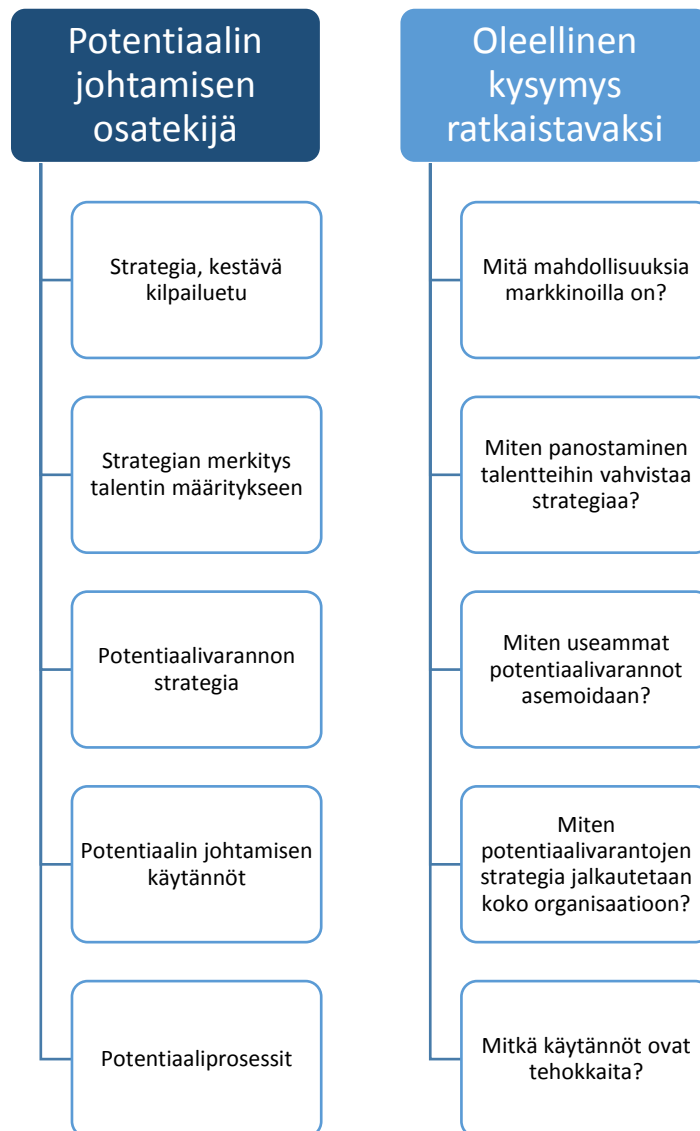 Potentiaalin
johtamisen
osatekijä
Strategia, kestävä
kilpailuetu
Strategian merkitys
talentin määritykseen
Potentiaalivarannon
strategia
Potentiaalin johtamisen
käytännöt
Potentiaaliprosessit
Oleellinen
kysymys
ratkaistavaksi
Mitä mahdollisuuksia
markkinoilla on?
Miten panostaminen
talentteihin vahvistaa
strategiaa?
Miten useammat
potentiaalivarannot
asemoidaan?
Miten
potentiaalivarantojen
strategia jalkautetaan
koko organisaatioon?
Mitkä käytännöt ovat
tehokkaita?